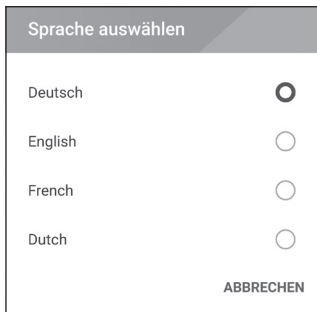 Sprache auswählen
Deutsch
English
French
Dutch
ABBRECHEN